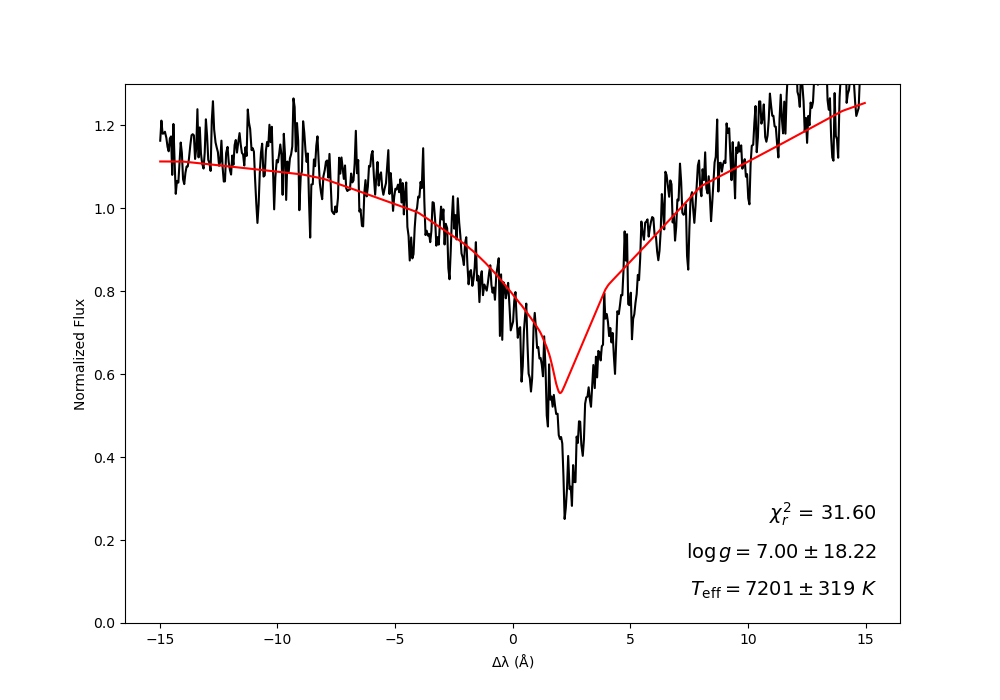 1.2
1.0
0.8
0.6
0.4
0.2
0.0
Normalized Flux
χ²ᵣ = 31.60
log g = 7.00 ± 18.22
T_eff = 7201 ± 319 K
−15 −10 −5 0 5 10 15
Δλ (Å)